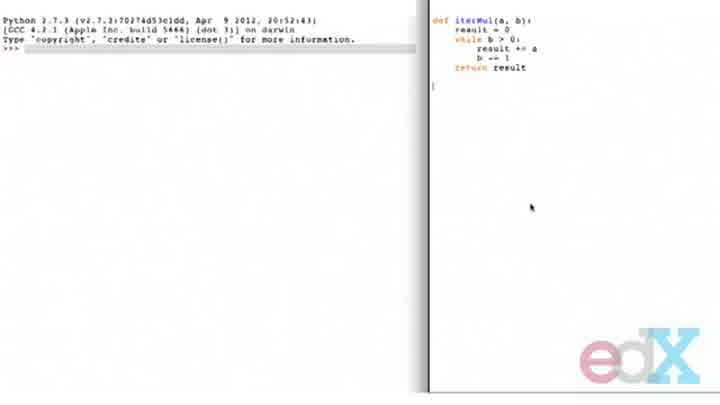 Python 2.7.3 (v2.7.3:70274d53c1dd, Apr  9 2012, 20:52:43)
[GCC 4.2.1 (Apple Inc. build 5666) (dot 3)] on darwin
Type "copyright", "credits" or "license()" for more information.
>>>
def iterMul(a, b):
    result = 0
    while b > 0:
        result += a
        b -= 1
    return result
edX